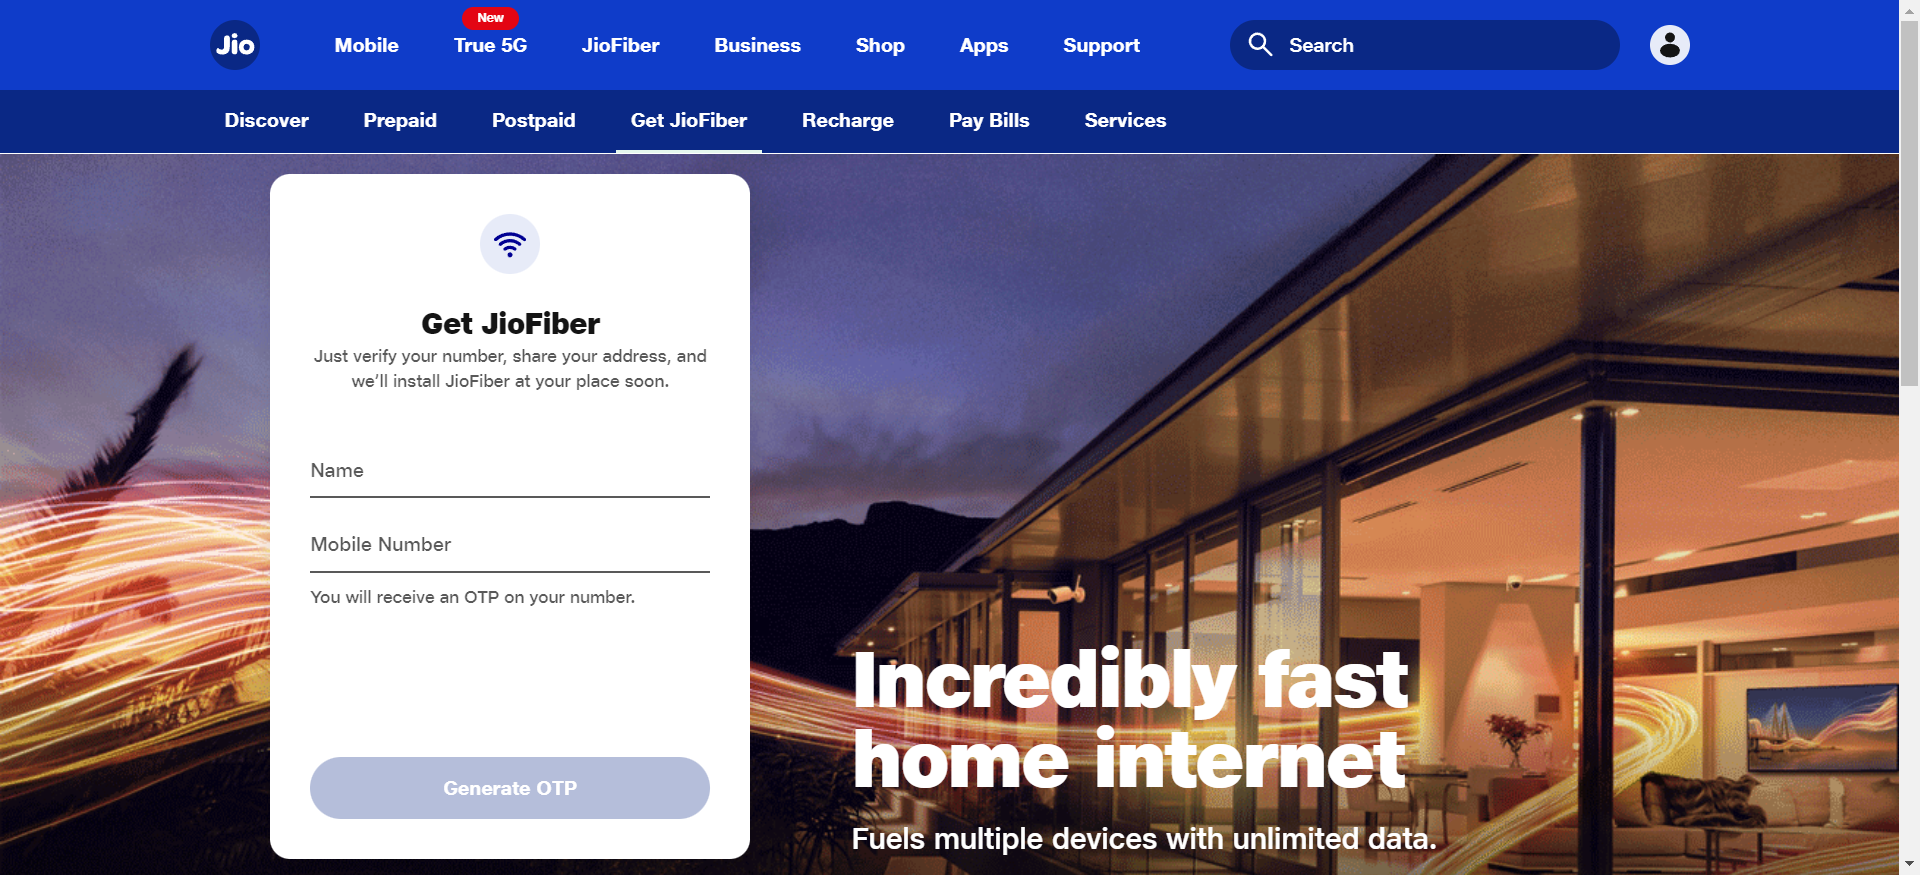 Jio
Mobile
New
True 5G
JioFiber
Business
Shop
Apps
Support
Search
Discover
Prepaid
Postpaid
Get JioFiber
Recharge
Pay Bills
Services
Get JioFiber
Just verify your number, share your address, and
we’ll install JioFiber at your place soon.
Name
Mobile Number
You will receive an OTP on your number.
Generate OTP
Incredibly fast
home internet
Fuels multiple devices with unlimited data.